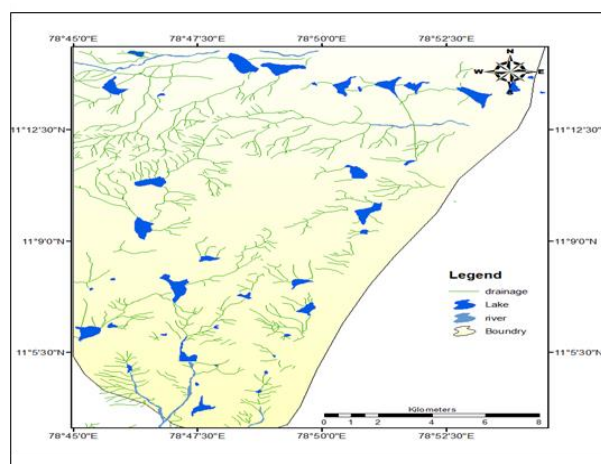 78°45'0"E 78°47'30"E 78°50'0"E 78°52'30"E
N
W E
S
11°12'30"N 11°12'30"N
11°9'0"N 11°9'0"N
Legend
drainage
Lake
river
Boundry
11°5'30"N 11°5'30"N
Kilometers
0 1 2 4 6 8
78°45'0"E 78°47'30"E 78°50'0"E 78°52'30"E